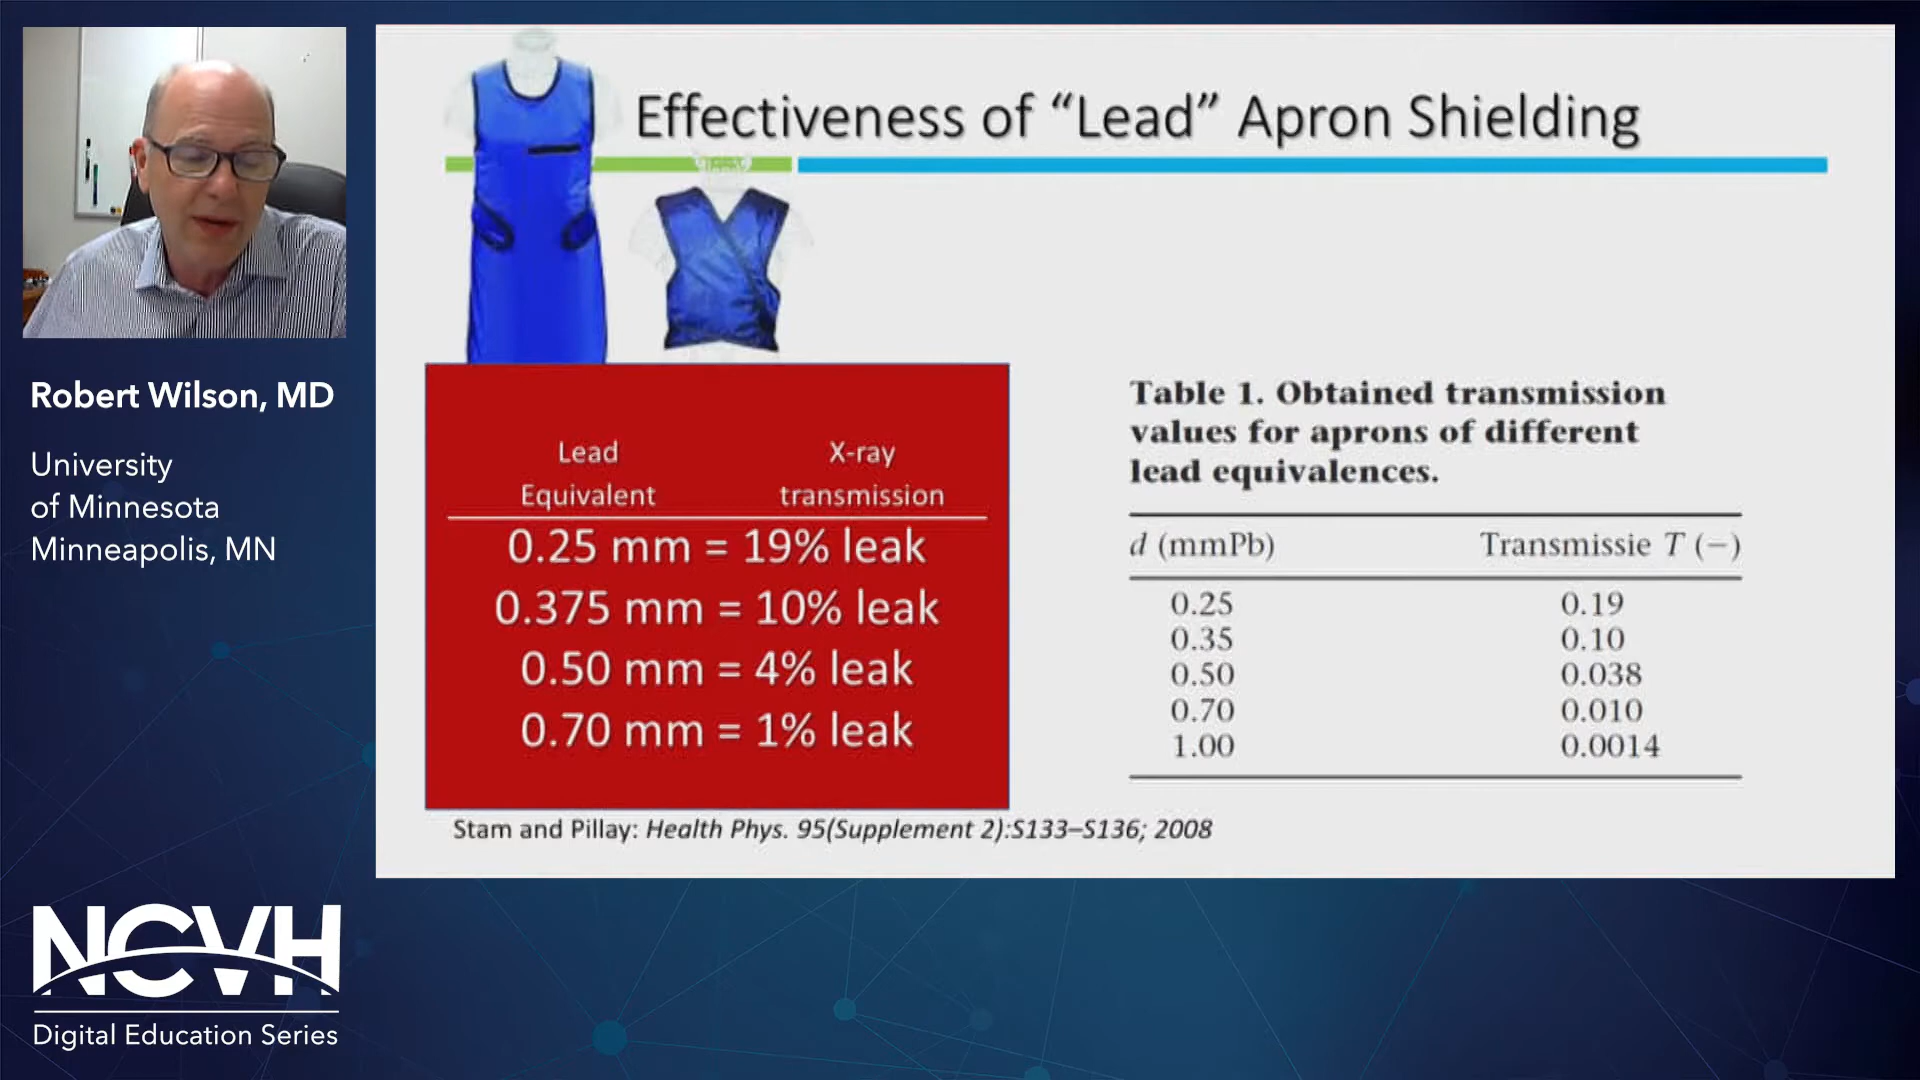 Effectiveness of “Lead” Apron Shielding
Robert Wilson, MD
University
of Minnesota
Minneapolis, MN
Lead X-ray
Equivalent transmission
0.25 mm = 19% leak
0.375 mm = 10% leak
0.50 mm = 4% leak
0.70 mm = 1% leak
Table 1. Obtained transmission
values for aprons of different
lead equivalences.
d (mmPb) Transmissie T (−)
0.25 0.19
0.35 0.10
0.50 0.038
0.70 0.010
1.00 0.0014
Stam and Pillay: Health Phys. 95(Supplement 2):S133–S136; 2008
NCVH
Digital Education Series